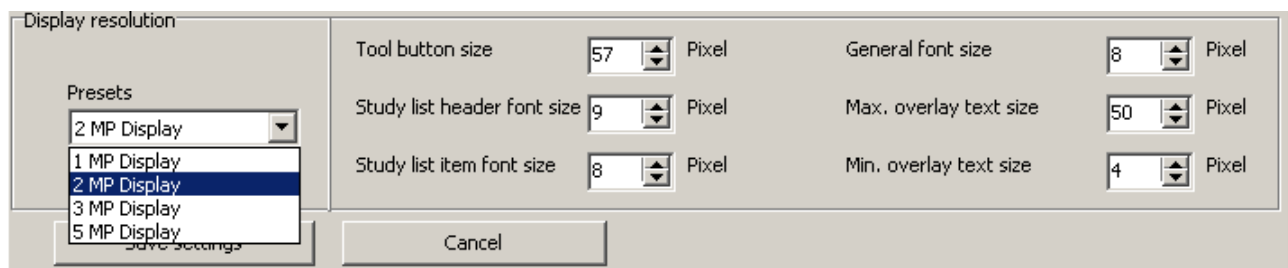 Display resolution
Presets
2 MP Display
1 MP Display
2 MP Display
3 MP Display
5 MP Display
Tool button size 57 Pixel
Study list header font size 9 Pixel
Study list item font size 8 Pixel
General font size 8 Pixel
Max. overlay text size 50 Pixel
Min. overlay text size 4 Pixel
Save settings
Cancel